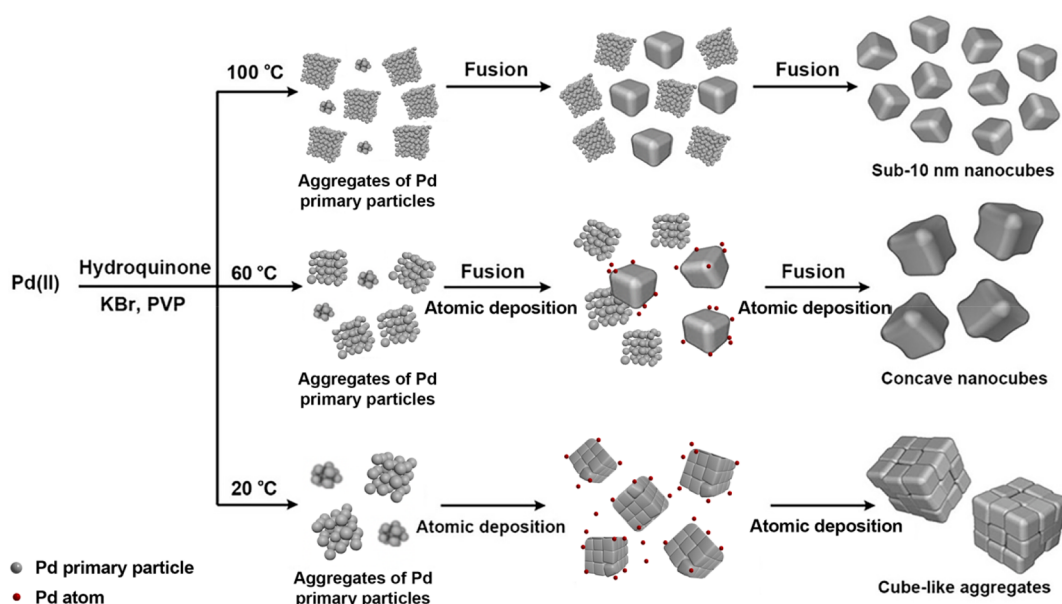 100 °C
Fusion
Fusion
Aggregates of Pd
primary particles
Sub-10 nm nanocubes
Pd(II)
Hydroquinone
KBr, PVP
60 °C
Fusion
Atomic deposition
Fusion
Atomic deposition
Aggregates of Pd
primary particles
Concave nanocubes
20 °C
Atomic deposition
Atomic deposition
Aggregates of Pd
primary particles
Cube-like aggregates
Pd primary particle
Pd atom